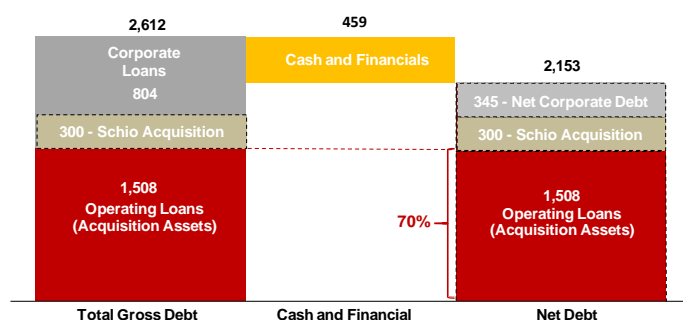 2,612
459
Corporate
Loans
804
Cash and Financials
2,153
345 - Net Corporate Debt
300 - Schio Acquisition
300 - Schio Acquisition
1,508
Operating Loans
(Acquisition Assets)
70%
1,508
Operating Loans
(Acquisition Assets)
Total Gross Debt
Cash and Financial
Net Debt